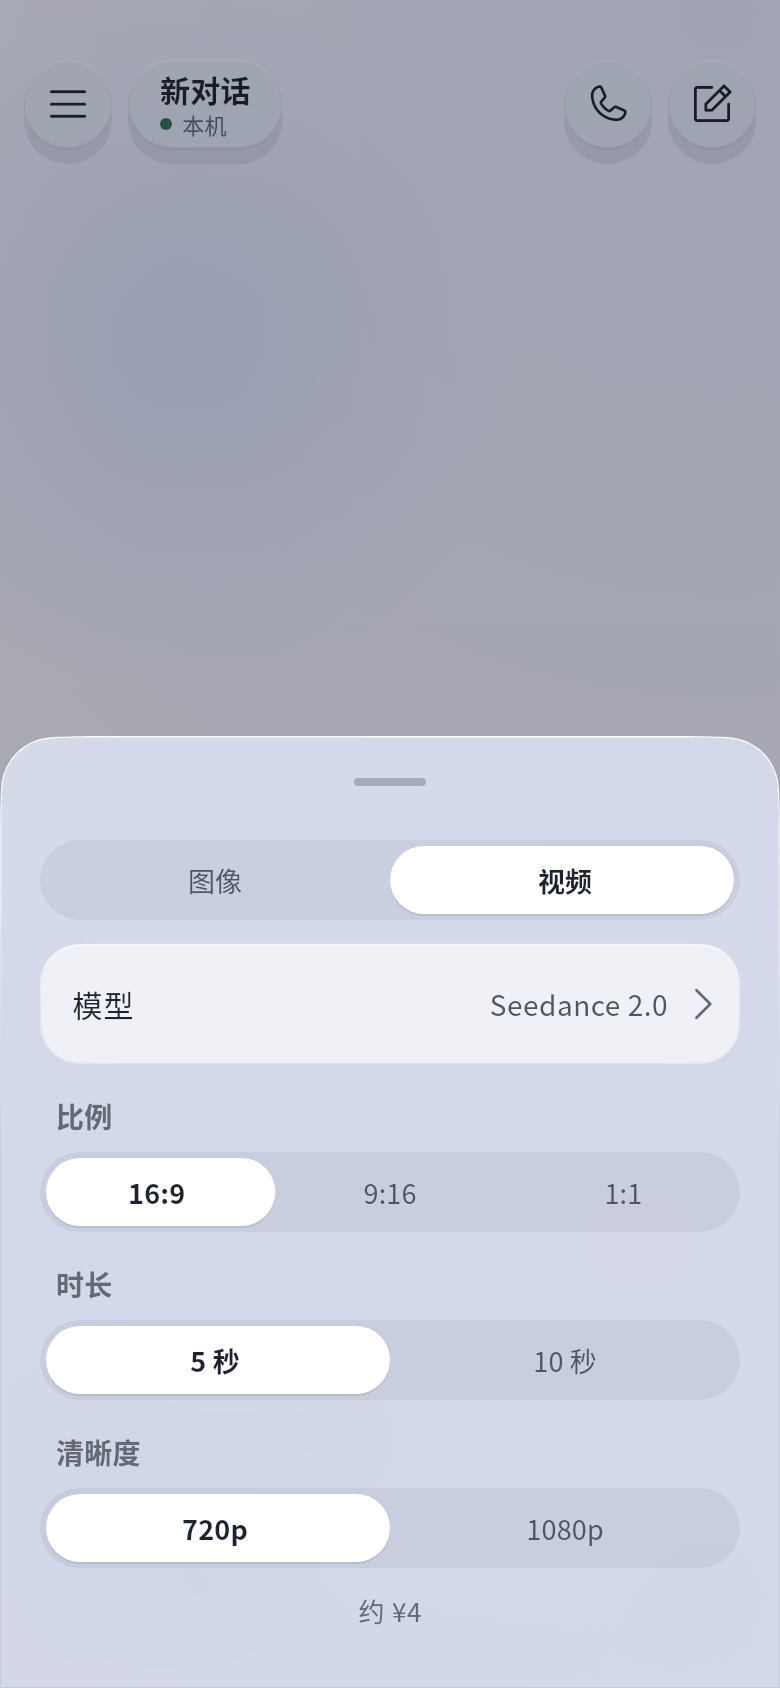 新对话
本机
图像 视频
模型 Seedance 2.0
比例
16:9 9:16 1:1
时长
5 秒 10 秒
清晰度
720p 1080p
约 ¥4